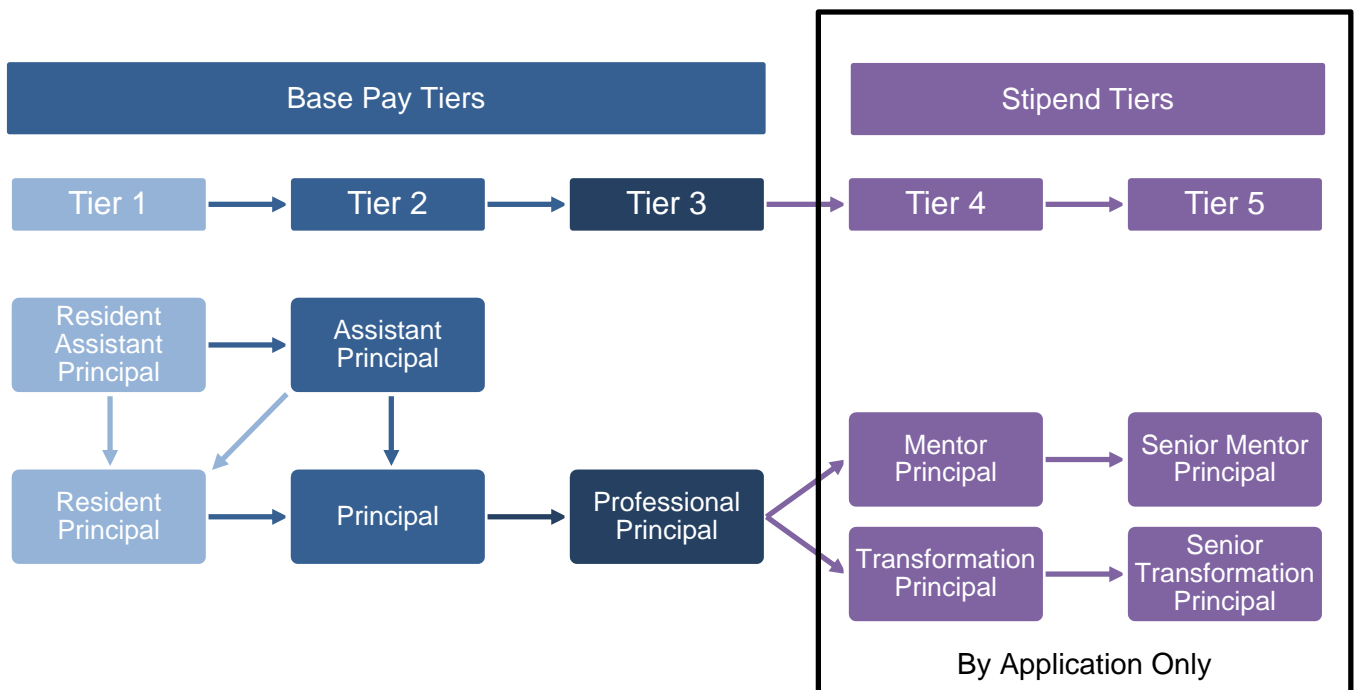 Base Pay Tiers
Stipend Tiers
Tier 1
Tier 2
Tier 3
Tier 4
Tier 5
Resident
Assistant
Principal
Assistant
Principal
Resident
Principal
Principal
Professional
Principal
Mentor
Principal
Senior Mentor
Principal
Transformation
Principal
Senior
Transformation
Principal
By Application Only